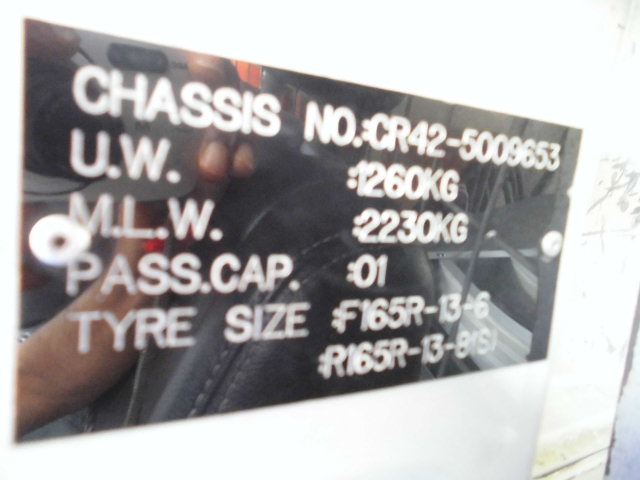 CHASSIS NO.:CR42-5009653
U.W. :1260KG
M.L.W. :2230KG
PASS.CAP. :01
TYRE SIZE :F165R-13-6
:R165R-13-8(S)